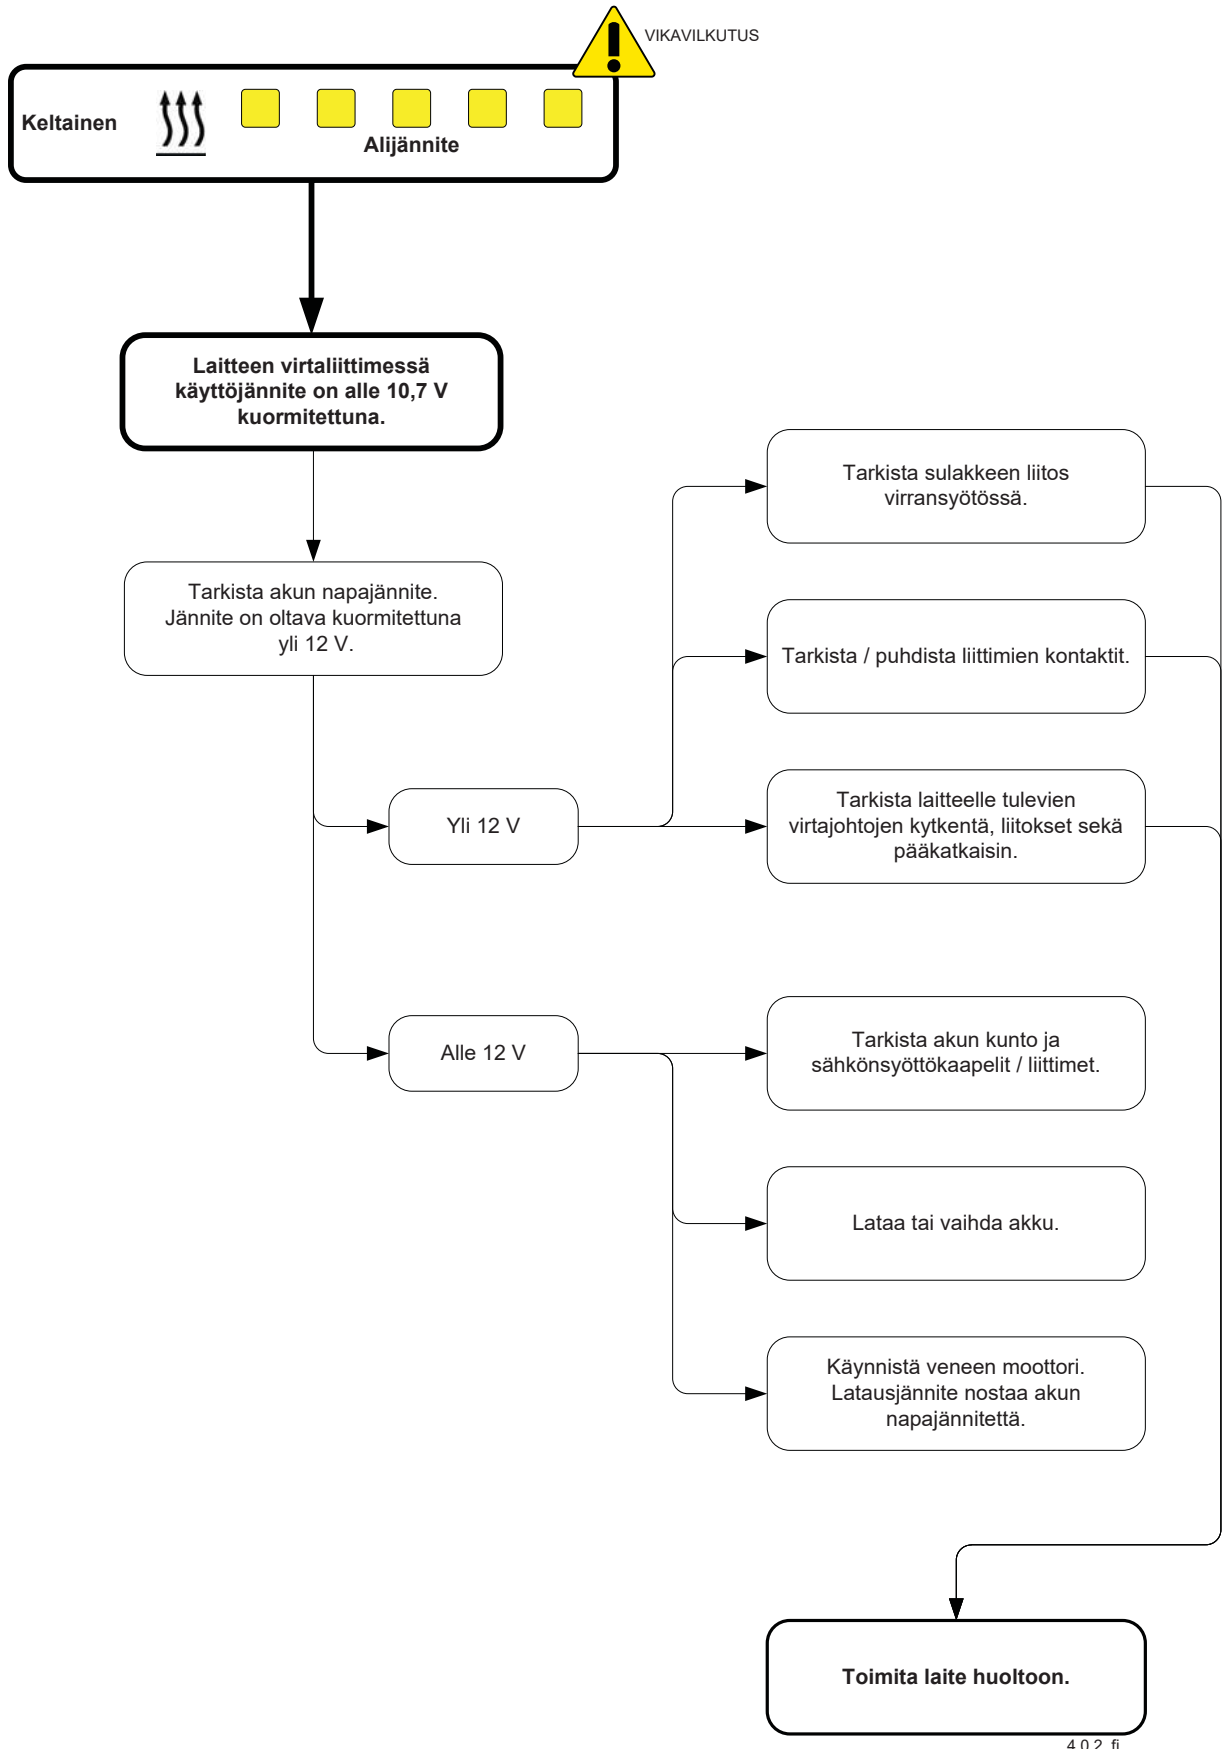 VIKAVILKUTUS
Keltainen
Alijännite
Laitteen virtaliittimessä
käyttöjännite on alle 10,7 V
kuormitettuna.
Tarkista sulakkeen liitos
virransyötössä.
Tarkista akun napajännite.
Jännite on oltava kuormitettuna
yli 12 V.
Tarkista / puhdista liittimien kontaktit.
Yli 12 V
Tarkista laitteelle tulevien
virtajohtojen kytkentä, liitokset sekä
pääkatkaisin.
Alle 12 V
Tarkista akun kunto ja
sähkönsyöttökaapelit / liittimet.
Lataa tai vaihda akku.
Käynnistä veneen moottori.
Latausjännite nostaa akun
napajännitettä.
Toimita laite huoltoon.
4.0.2_fi